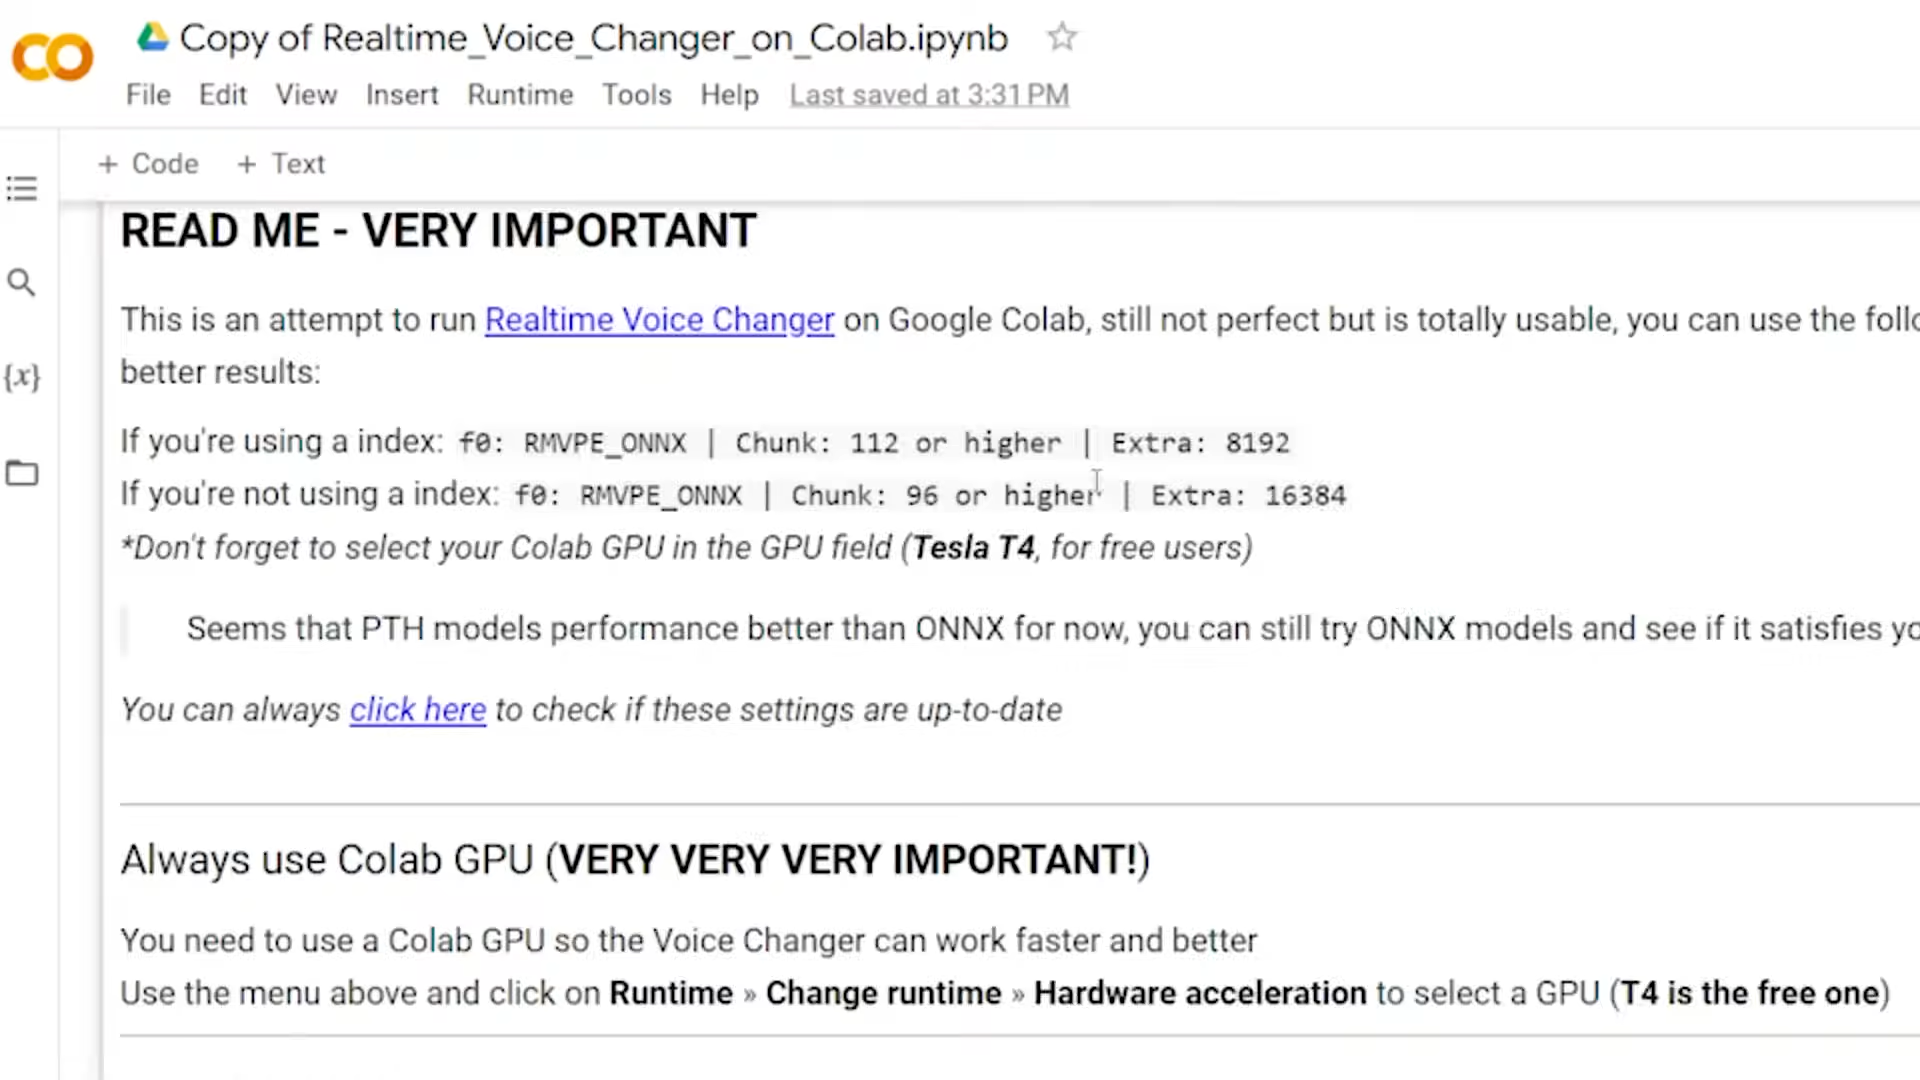 Copy of Realtime_Voice_Changer_on_Colab.ipynb
File Edit View Insert Runtime Tools Help Last saved at 3:31 PM
+ Code + Text
READ ME - VERY IMPORTANT
This is an attempt to run Realtime Voice Changer on Google Colab, still not perfect but is totally usable, you can use the
better results:
If you're using a index: f0: RMVPE_ONNX | Chunk: 112 or higher | Extra: 8192
If you're not using a index: f0: RMVPE_ONNX | Chunk: 96 or higher | Extra: 16384
*Don't forget to select your Colab GPU in the GPU field (Tesla T4, for free users)
Seems that PTH models performance better than ONNX for now, you can still try ONNX models and see if it satisfies
You can always click here to check if these settings are up-to-date
Always use Colab GPU (VERY VERY VERY IMPORTANT!)
You need to use a Colab GPU so the Voice Changer can work faster and better
Use the menu above and click on Runtime » Change runtime » Hardware acceleration to select a GPU (T4 is the free one)